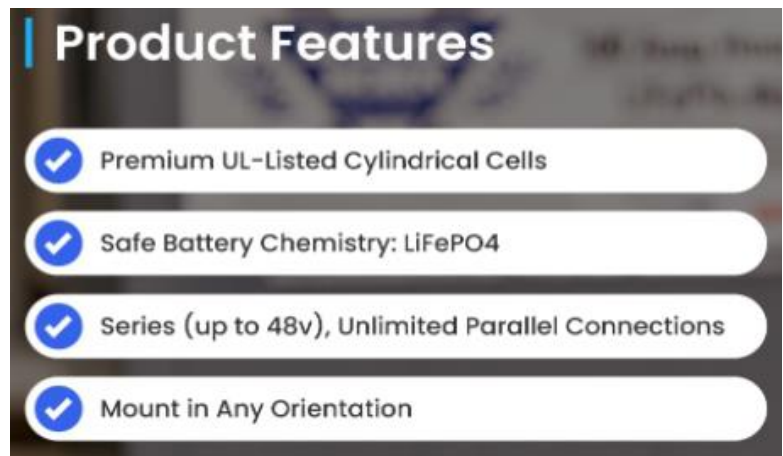 Product Features
Premium UL-Listed Cylindrical Cells
Safe Battery Chemistry: LiFePO4
Series (up to 48v), Unlimited Parallel Connections
Mount in Any Orientation